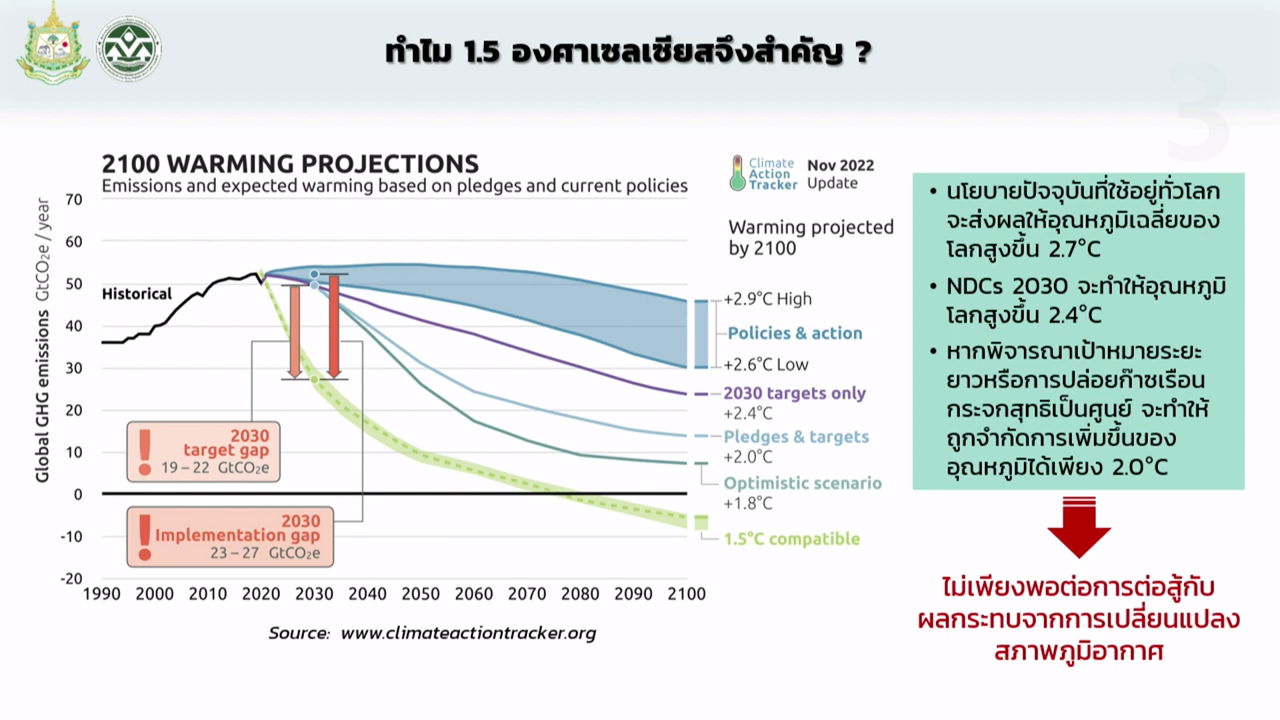 ทำไม 1.5 องศาเซลเซียสจึงสำคัญ ?
3
2100 WARMING PROJECTIONS
Emissions and expected warming based on pledges and current policies
Climate
Action
Tracker
Nov 2022
Update
Warming projected
by 2100
Global GHG emissions GtCO₂e / year
70
60
50
40
30
20
10
0
-10
-20
Historical
+2.9°C High
Policies & action
+2.6°C Low
2030 targets only
+2.4°C
Pledges & targets
+2.0°C
Optimistic scenario
+1.8°C
1.5°C compatible
2030
target gap
19 – 22 GtCO₂e
2030
Implementation gap
23 – 27 GtCO₂e
1990 2000 2010 2020 2030 2040 2050 2060 2070 2080 2090 2100
Source: www.climateactiontracker.org
• นโยบายปัจจุบันที่ใช้อยู่ทั่วโลก
จะส่งผลให้อุณหภูมิเฉลี่ยของ
โลกสูงขึ้น 2.7°C
• NDCs 2030 จะทำให้อุณหภูมิ
โลกสูงขึ้น 2.4°C
• หากพิจารณาเป้าหมายระยะ
ยาวหรือการปล่อยก๊าซเรือน
กระจกสุทธิเป็นศูนย์ จะทำให้
ถูกจำกัดการเพิ่มขึ้นของ
อุณหภูมิได้เพียง 2.0°C
ไม่เพียงพอต่อการต่อสู้กับ
ผลกระทบจากการเปลี่ยนแปลง
สภาพภูมิอากาศ